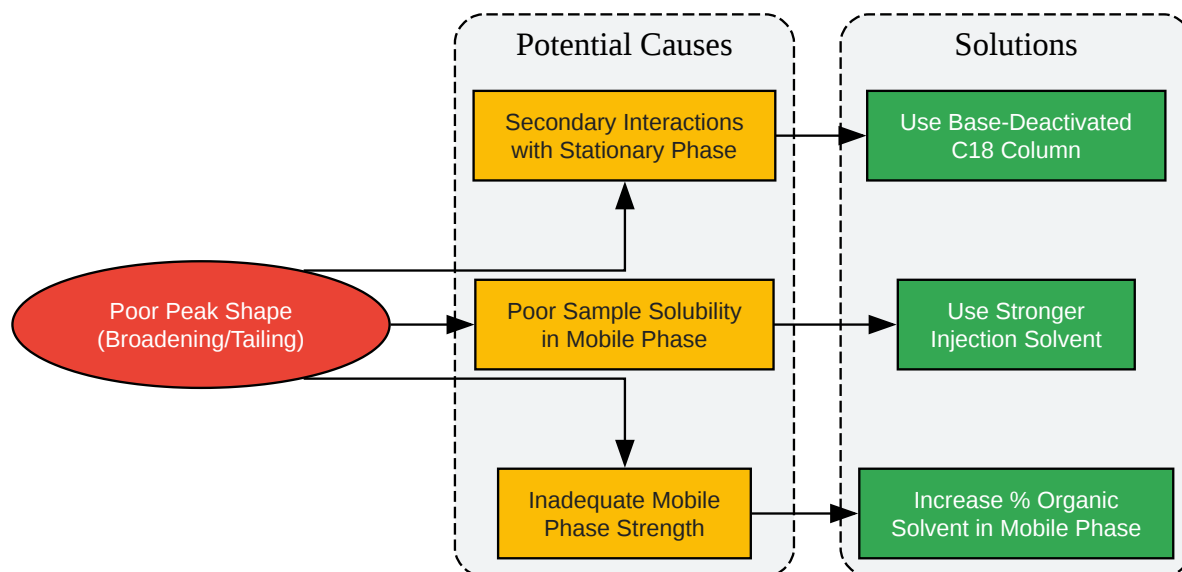 Potential Causes
Solutions
Secondary Interactions
with Stationary Phase
Use Base-Deactivated
C18 Column
Poor Peak Shape
(Broadening/Tailing)
Poor Sample Solubility
in Mobile Phase
Use Stronger
Injection Solvent
Inadequate Mobile
Phase Strength
Increase % Organic
Solvent in Mobile Phase